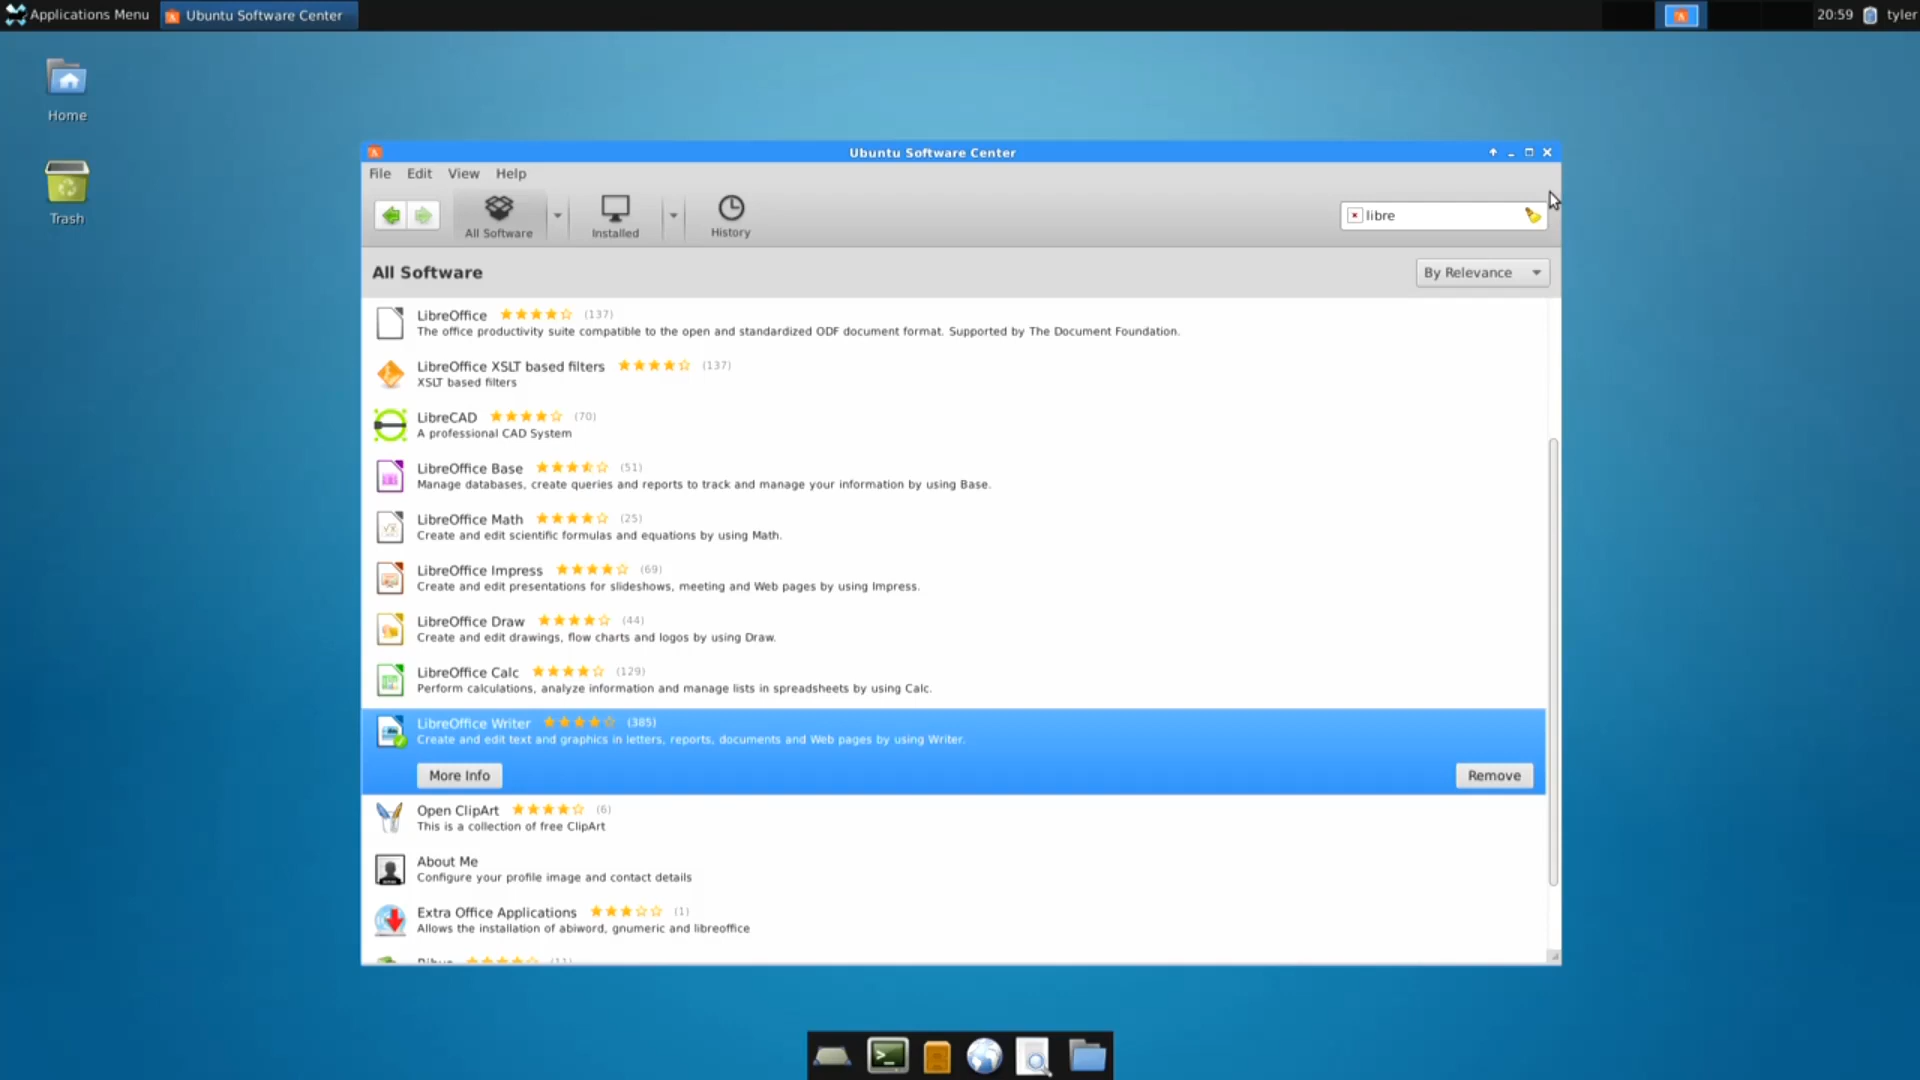 Applications Menu
Ubuntu Software Center
20:59
tyler
Home
Trash
Ubuntu Software Center
File Edit View Help
All Software
Installed
History
libre
All Software
By Relevance
LibreOffice (137)
The office productivity suite compatible to the open and standardized ODF document format. Supported by The Document Foundation.
LibreOffice XSLT based filters (137)
XSLT based filters
LibreCAD (70)
A professional CAD System
LibreOffice Base (51)
Manage databases, create queries and reports to track and manage your information by using Base.
LibreOffice Math (25)
Create and edit scientific formulas and equations by using Math.
LibreOffice Impress (69)
Create and edit presentations for slideshows, meeting and Web pages by using Impress.
LibreOffice Draw (44)
Create and edit drawings, flow charts and logos by using Draw.
LibreOffice Calc (129)
Perform calculations, analyze information and manage lists in spreadsheets by using Calc.
LibreOffice Writer (385)
Create and edit text and graphics in letters, reports, documents and Web pages by using Writer.
More Info
Remove
Open ClipArt (6)
This is a collection of free ClipArt
About Me
Configure your profile image and contact details
Extra Office Applications (1)
Allows the installation of abiword, gnumeric and libreoffice